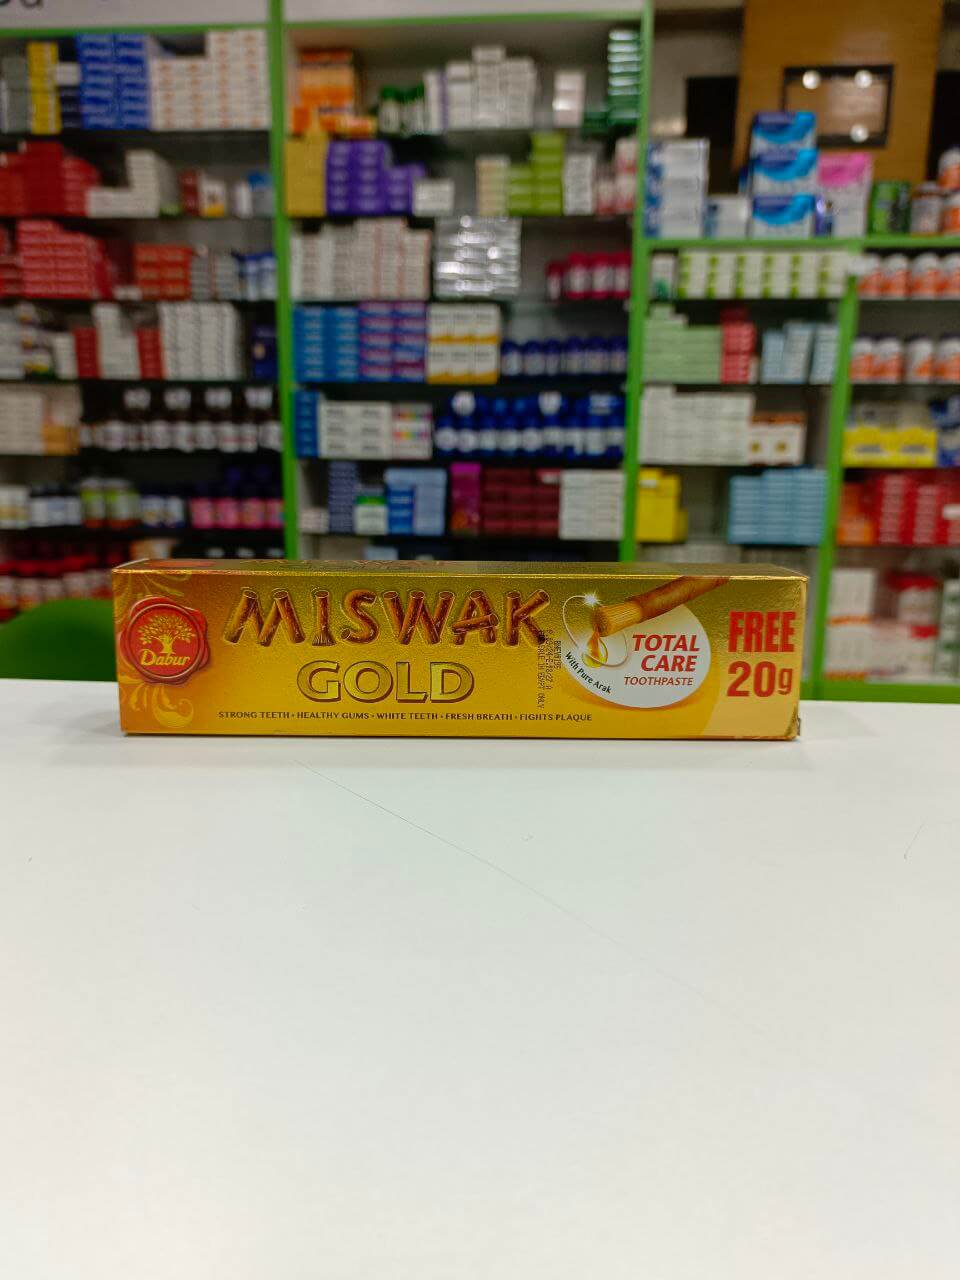 Dabur
MISWAK
GOLD
STRONG TEETH • HEALTHY GUMS • WHITE TEETH • FRESH BREATH • FIGHTS PLAQUE
With Pure Arak
TOTAL
CARE
TOOTHPASTE
FREE
20g